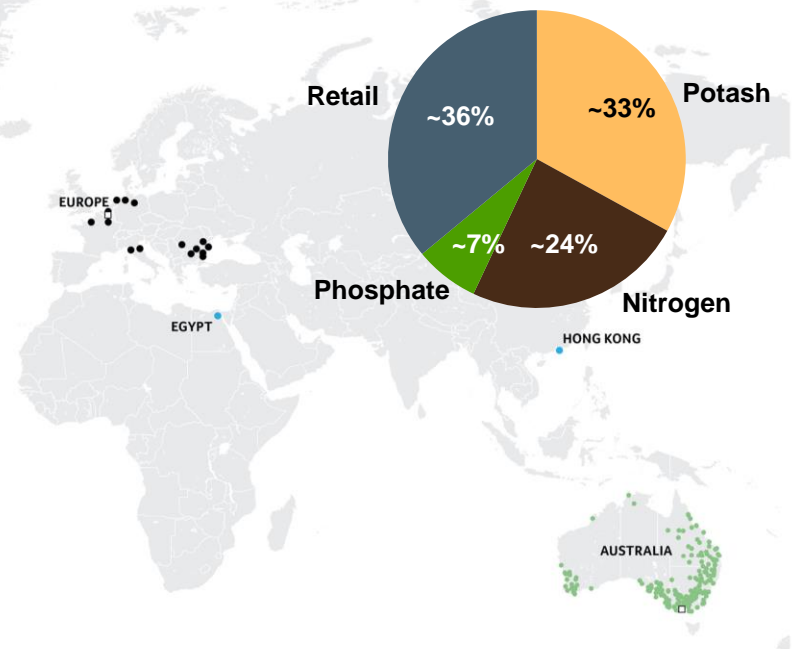 Retail
~36%
~33%
Potash
EUROPE
~7%
~24%
Phosphate
Nitrogen
EGYPT
HONG KONG
AUSTRALIA